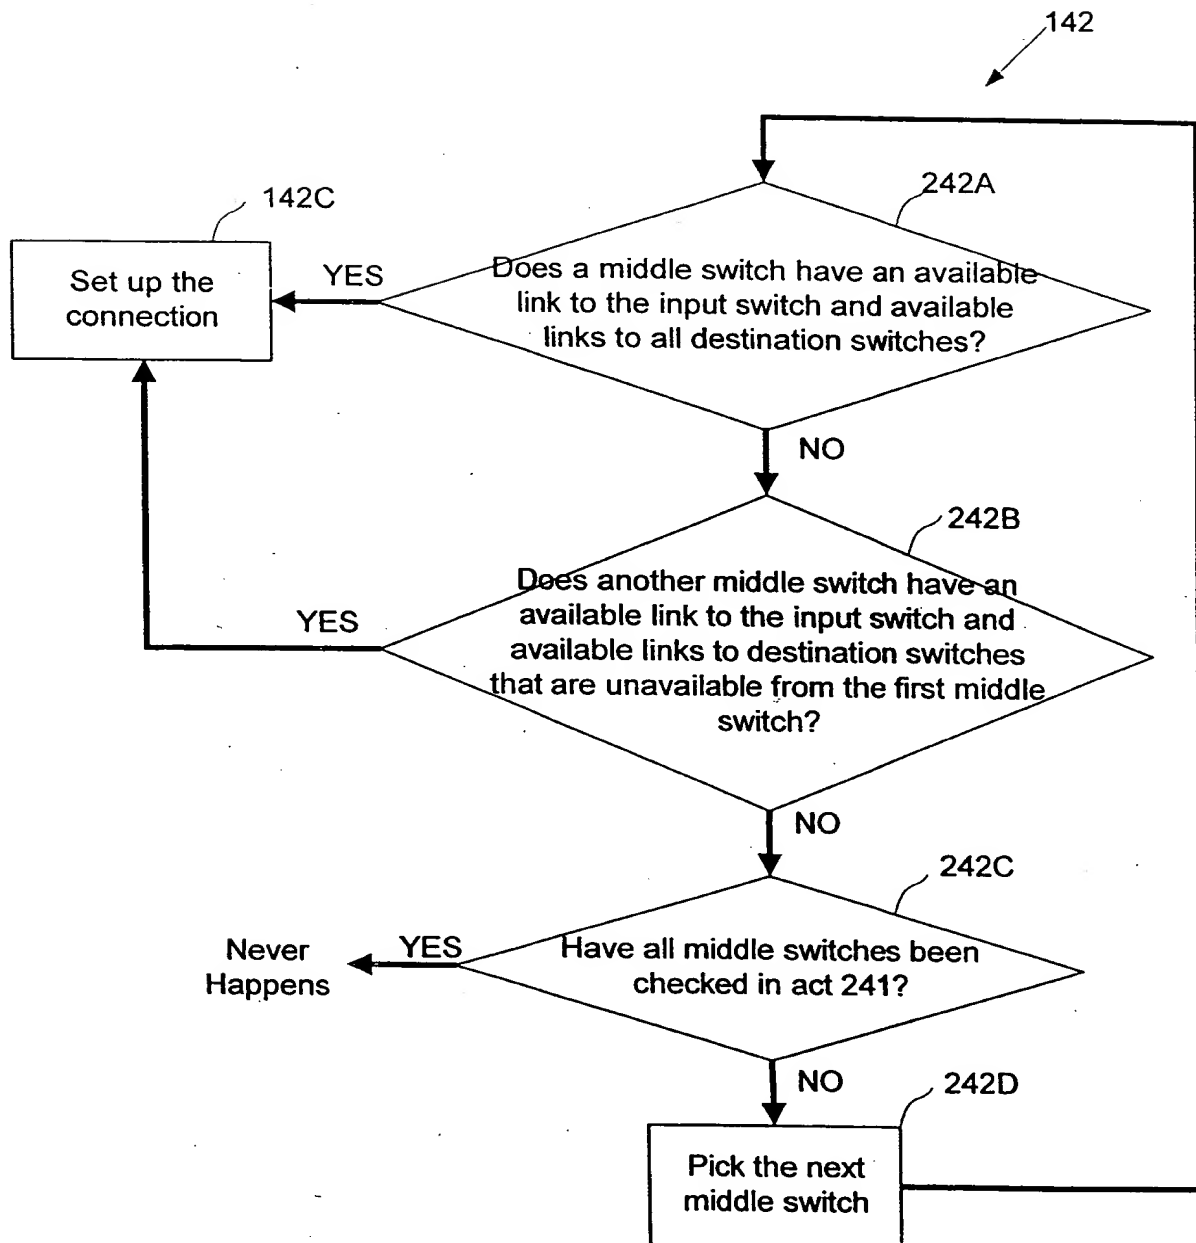 142
242A
142C
Does a middle switch have an available
link to the input switch and available
links to all destination switches?
YES
Set up the
connection
NO
242B
Does another middle switch have an
available link to the input switch and
available links to destination switches
that are unavailable from the first middle
switch?
YES
NO
242C
Have all middle switches been
checked in act 241?
YES
Never
Happens
NO
242D
Pick the next
middle switch